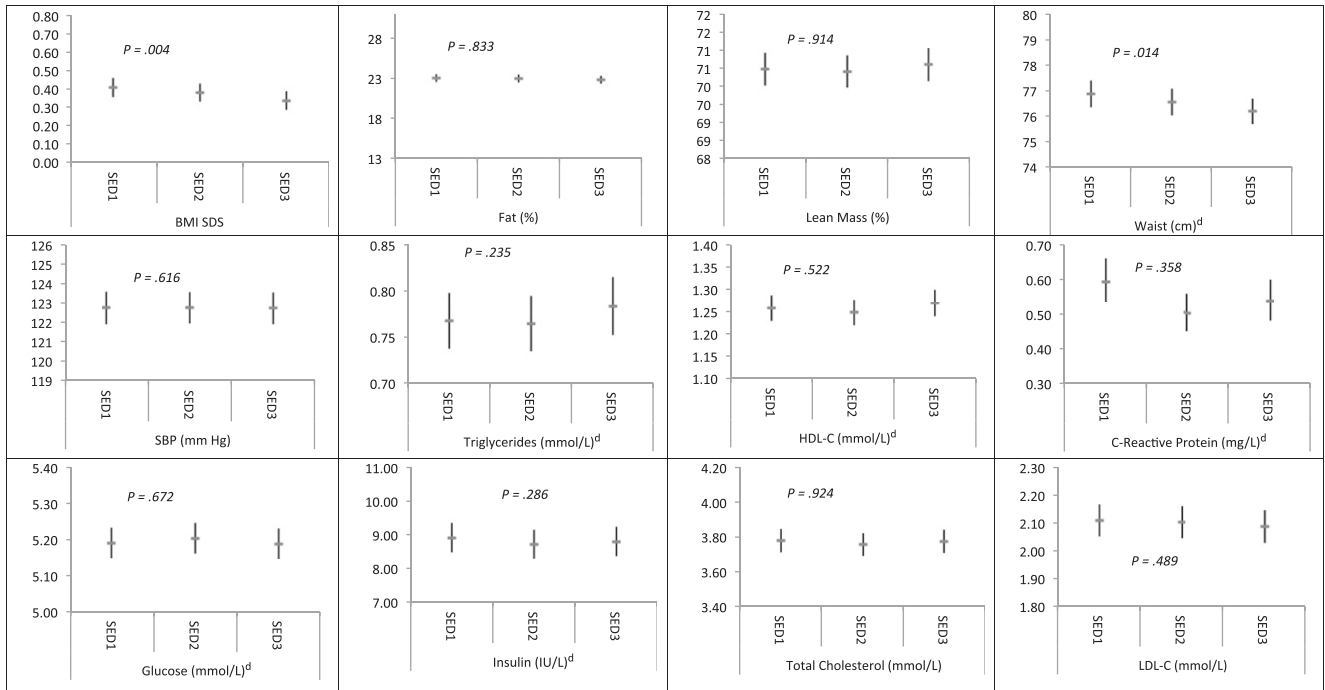 0.80
0.70
0.60
0.50
0.40
0.30
0.20
0.10
0.00
P = .004
SED1
SED2
SED3
BMI SDS
28
23
18
13
P = .833
SED1
SED2
SED3
Fat (%)
72
72
71
71
70
70
69
69
68
P = .914
SED1
SED2
SED3
Lean Mass (%)
80
79
78
77
76
75
74
P = .014
SED1
SED2
SED3
Waist (cm)d
126
125
124
123
122
121
120
119
P = .616
SED1
SED2
SED3
SBP (mm Hg)
0.85
0.80
0.75
0.70
P = .235
SED1
SED2
SED3
Triglycerides (mmol/L)d
1.40
1.35
1.30
1.25
1.20
1.15
1.10
P = .522
SED1
SED2
SED3
HDL-C (mmol/L)d
0.70
0.60
0.50
0.40
0.30
P = .358
SED1
SED2
SED3
C-Reactive Protein (mg/L)d
5.40
5.30
5.20
5.10
5.00
P = .672
SED1
SED2
SED3
Glucose (mmol/L)d
11.00
10.00
9.00
8.00
7.00
P = .286
SED1
SED2
SED3
Insulin (IU/L)d
4.20
4.00
3.80
3.60
3.40
P = .924
SED1
SED2
SED3
Total Cholesterol (mmol/L)
2.30
2.20
2.10
2.00
1.90
1.80
P = .489
SED1
SED2
SED3
LDL-C (mmol/L)